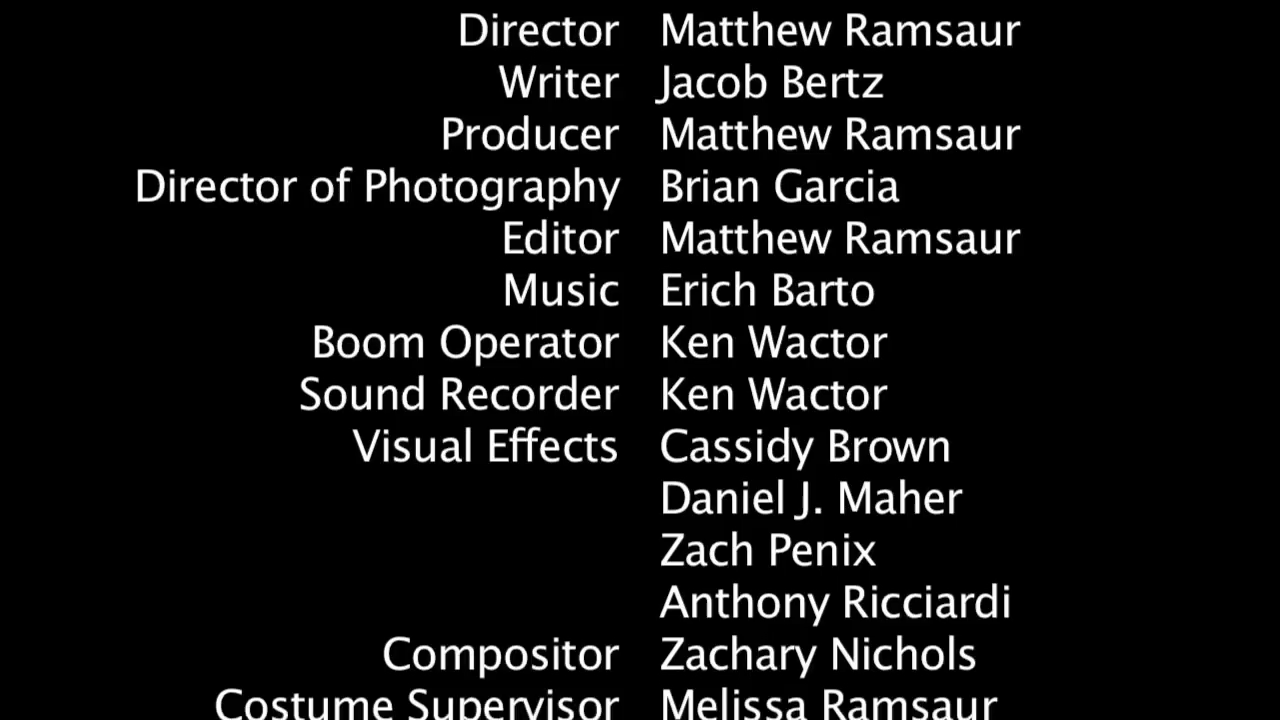 Director Matthew Ramsaur
Writer Jacob Bertz
Producer Matthew Ramsaur
Director of Photography Brian Garcia
Editor Matthew Ramsaur
Music Erich Barto
Boom Operator Ken Wactor
Sound Recorder Ken Wactor
Visual Effects Cassidy Brown
Daniel J. Maher
Zach Penix
Anthony Ricciardi
Compositor Zachary Nichols
Costume Supervisor Melissa Ramsaur